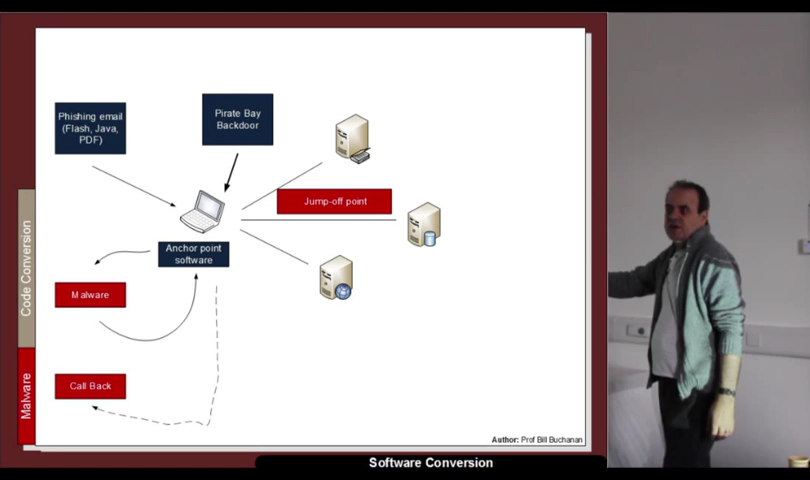 Phishing email
(Flash, Java,
PDF)
Pirate Bay
Backdoor
Jump-off point
Anchor point
software
Malware
Call Back
Code Conversion
Malware
Author: Prof Bill Buchanan
Software Conversion